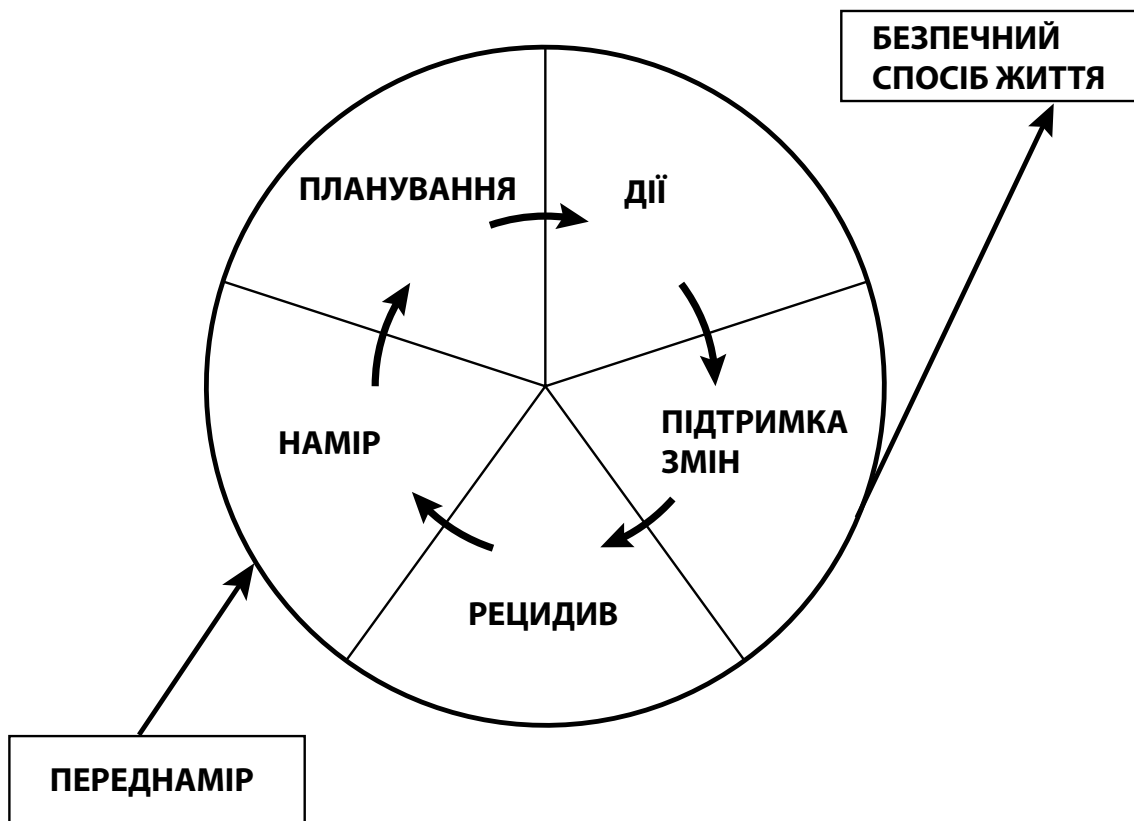 БЕЗПЕЧНИЙ
СПОСІБ ЖИТТЯ
ПЛАНУВАННЯ
ДІЇ
НАМІР
ПІДТРИМКА
ЗМІН
РЕЦИДИВ
ПЕРЕДНАМІР